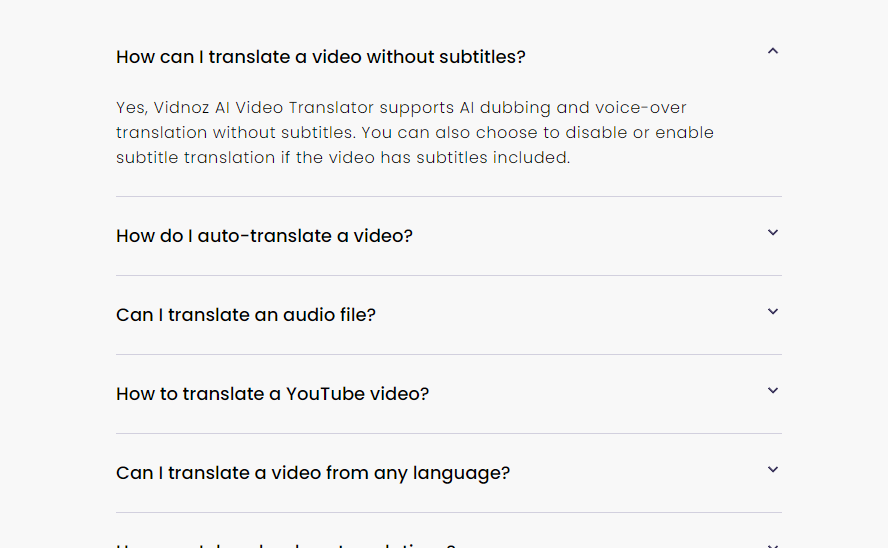 How can I translate a video without subtitles?
Yes, Vidnoz AI Video Translator supports AI dubbing and voice-over
translation without subtitles. You can also choose to disable or enable
subtitle translation if the video has subtitles included.
How do I auto-translate a video?
Can I translate an audio file?
How to translate a YouTube video?
Can I translate a video from any language?